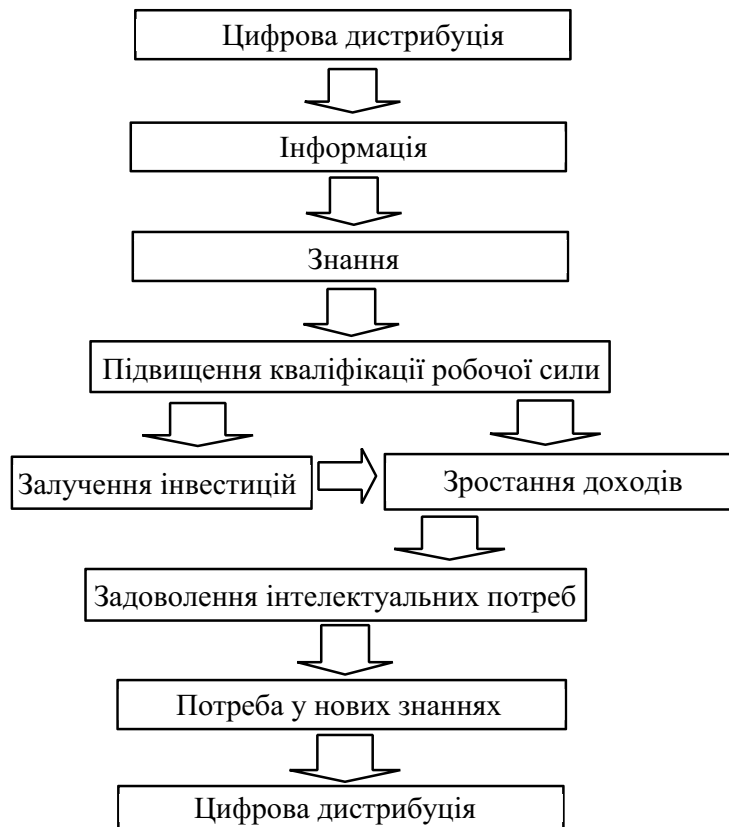 Цифрова дистрибуція
Інформація
Знання
Підвищення кваліфікації робочої сили
Залучення інвестицій
Зростання доходів
Задоволення інтелектуальних потреб
Потреба у нових знаннях
Цифрова дистрибуція